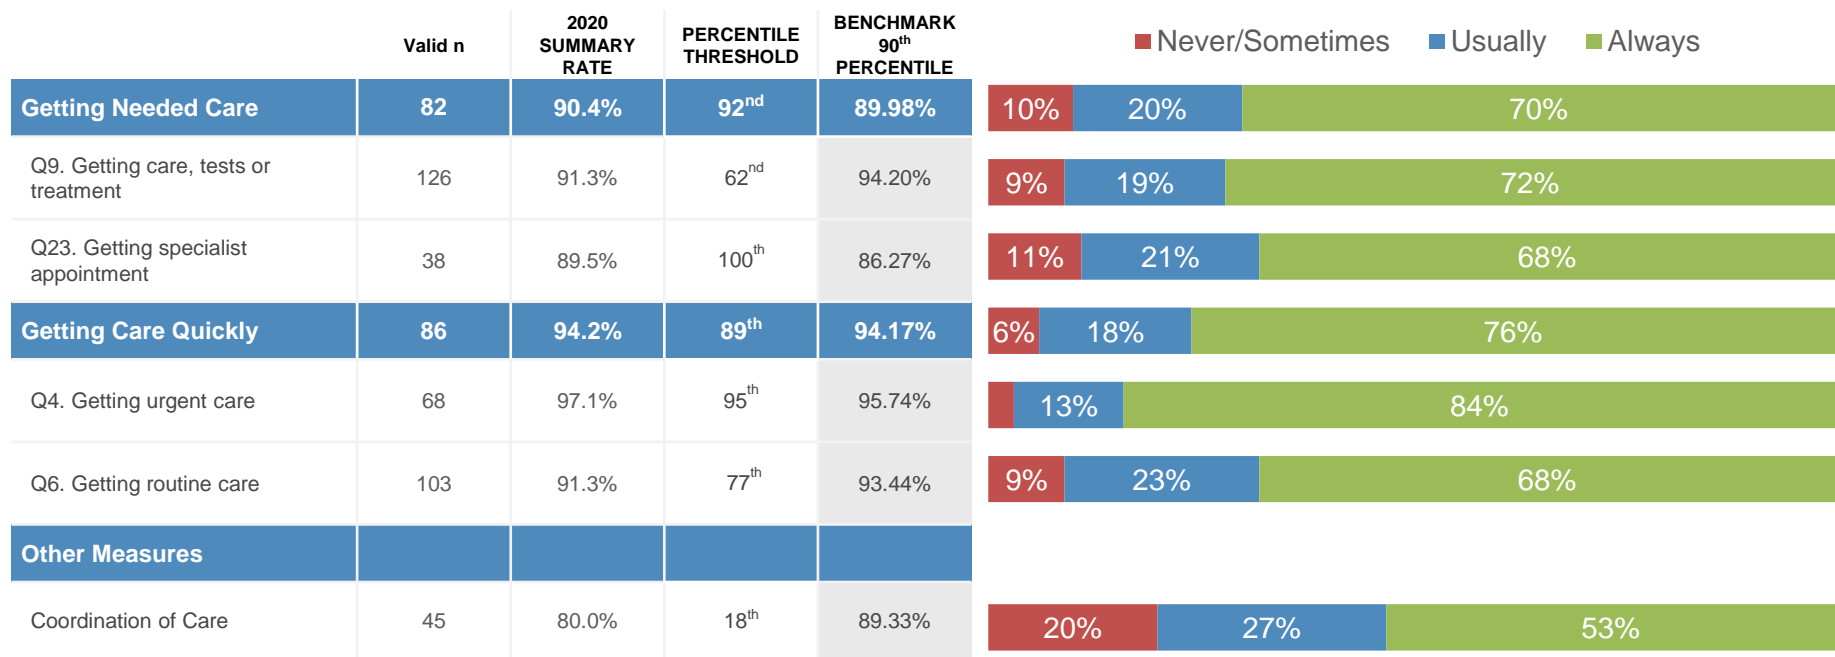 Valid n
2020
SUMMARY
RATE
PERCENTILE
THRESHOLD
BENCHMARK
90th
PERCENTILE
Never/Sometimes Usually Always
Getting Needed Care 82 90.4% 92nd 89.98% 10% 20% 70%
Q9. Getting care, tests or
treatment
126 91.3% 62nd 94.20% 9% 19% 72%
Q23. Getting specialist
appointment
38 89.5% 100th 86.27% 11% 21% 68%
Getting Care Quickly 86 94.2% 89th 94.17% 6% 18% 76%
Q4. Getting urgent care 68 97.1% 95th 95.74% 13% 84%
Q6. Getting routine care 103 91.3% 77th 93.44% 9% 23% 68%
Other Measures
Coordination of Care 45 80.0% 18th 89.33% 20% 27% 53%